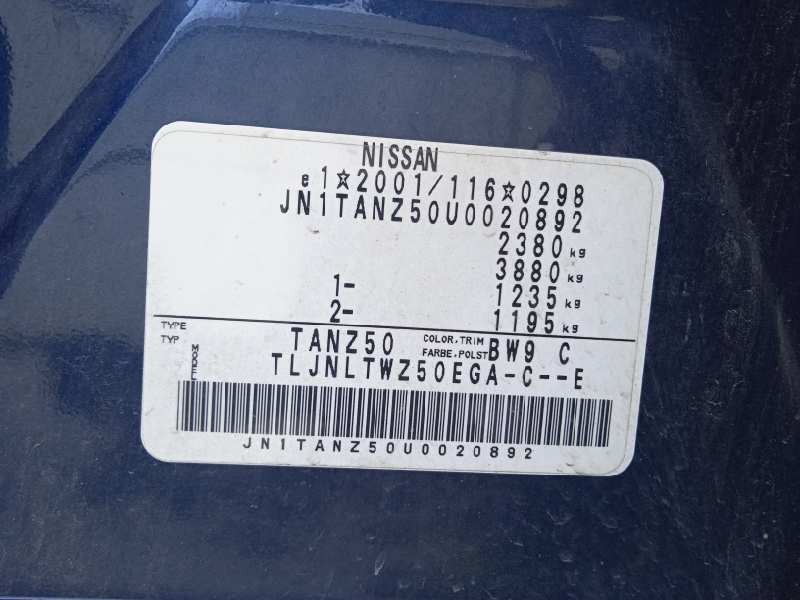 NISSAN
e1☆2001/116☆0298
JN1TANZ50U0020892
2380 kg
3880 kg
1- 1235 kg
2- 1195 kg
TYPE
TYP TANZ50 COLOR,TRIM FARBE.POLST BW9 C
MODEL TLJNLTWZ50EGA-C--E
JN1TANZ50U0020892